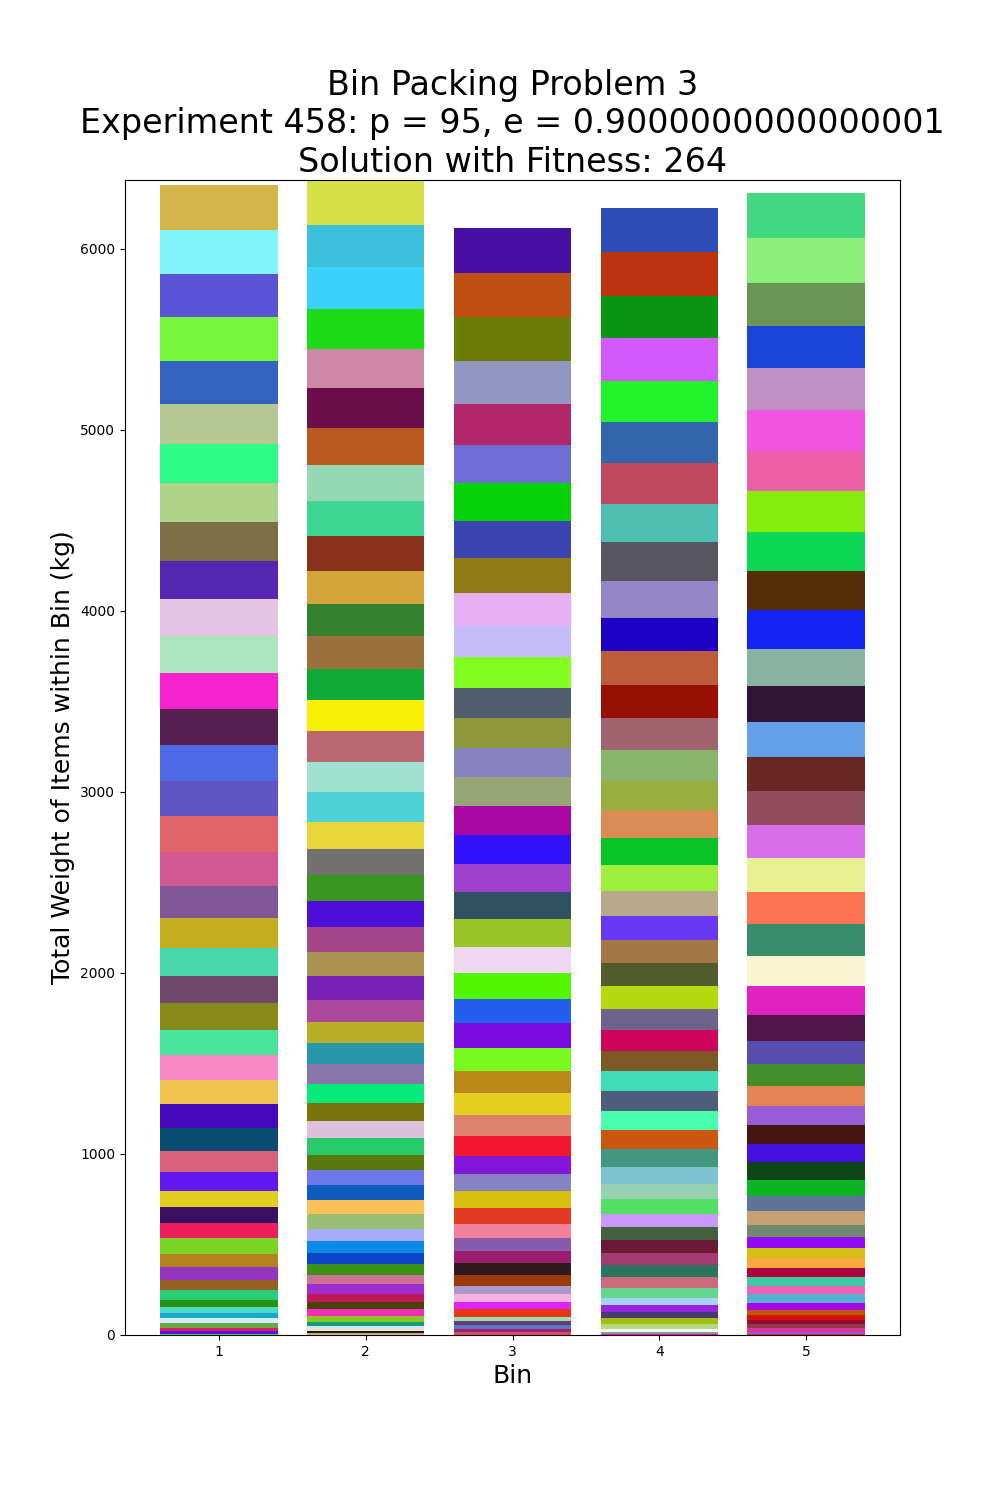 Bin Packing Problem 3
Experiment 458: p = 95, e = 0.9000000000000001
Solution with Fitness: 264
Total Weight of Items within Bin (kg)
6000
5000
4000
3000
2000
1000
0
1 2 3 4 5
Bin